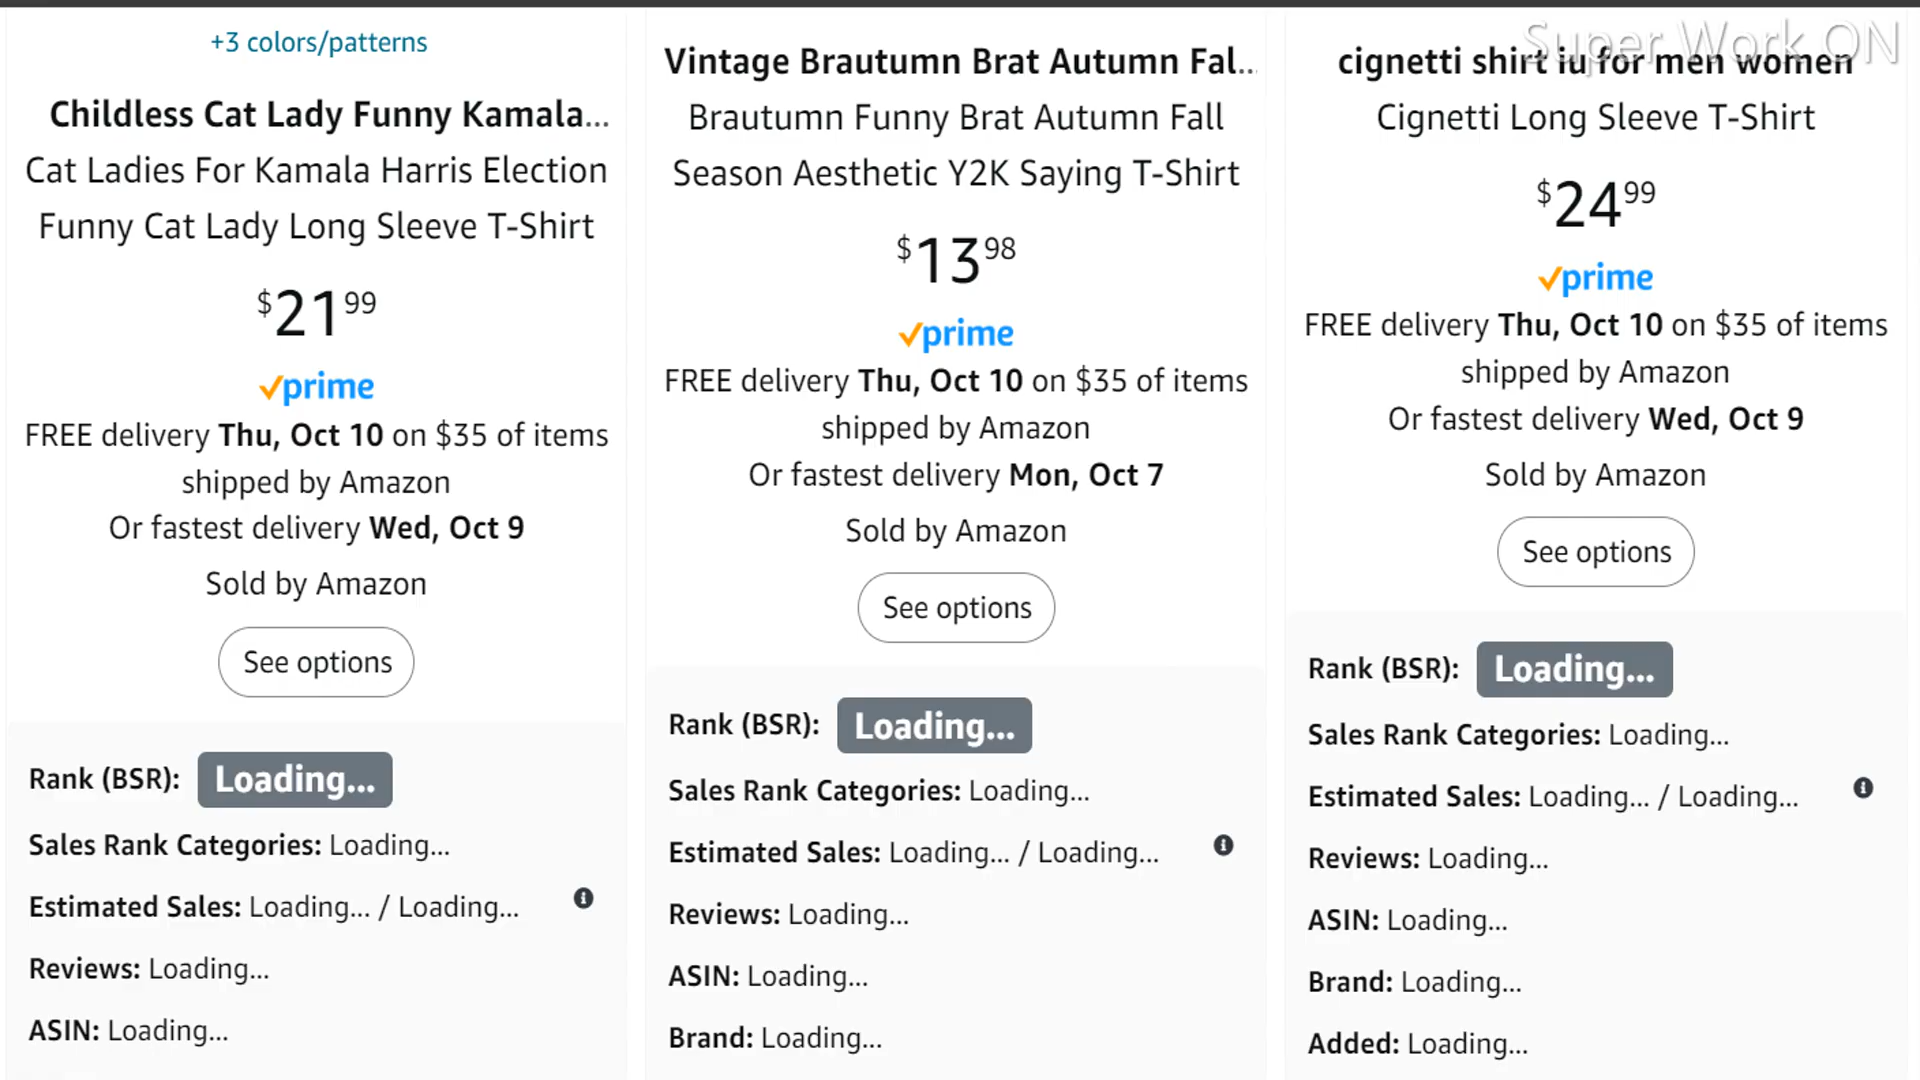 +3 colors/patterns
Childless Cat Lady Funny Kamala...
Cat Ladies For Kamala Harris Election
Funny Cat Lady Long Sleeve T-Shirt
$21 99
prime
FREE delivery Thu, Oct 10 on $35 of items
shipped by Amazon
Or fastest delivery Wed, Oct 9
Sold by Amazon
See options
Rank (BSR): Loading...
Sales Rank Categories: Loading...
Estimated Sales: Loading... / Loading...
Reviews: Loading...
ASIN: Loading...
Vintage Brautumn Brat Autumn Fal...
Brautumn Funny Brat Autumn Fall
Season Aesthetic Y2K Saying T-Shirt
$13 98
prime
FREE delivery Thu, Oct 10 on $35 of items
shipped by Amazon
Or fastest delivery Mon, Oct 7
Sold by Amazon
See options
Rank (BSR): Loading...
Sales Rank Categories: Loading...
Estimated Sales: Loading... / Loading...
Reviews: Loading...
ASIN: Loading...
Brand: Loading...
Super Work ON
cignetti shirt iu for men women
Cignetti Long Sleeve T-Shirt
$24 99
prime
FREE delivery Thu, Oct 10 on $35 of items
shipped by Amazon
Or fastest delivery Wed, Oct 9
Sold by Amazon
See options
Rank (BSR): Loading...
Sales Rank Categories: Loading...
Estimated Sales: Loading... / Loading...
Reviews: Loading...
ASIN: Loading...
Brand: Loading...
Added: Loading...